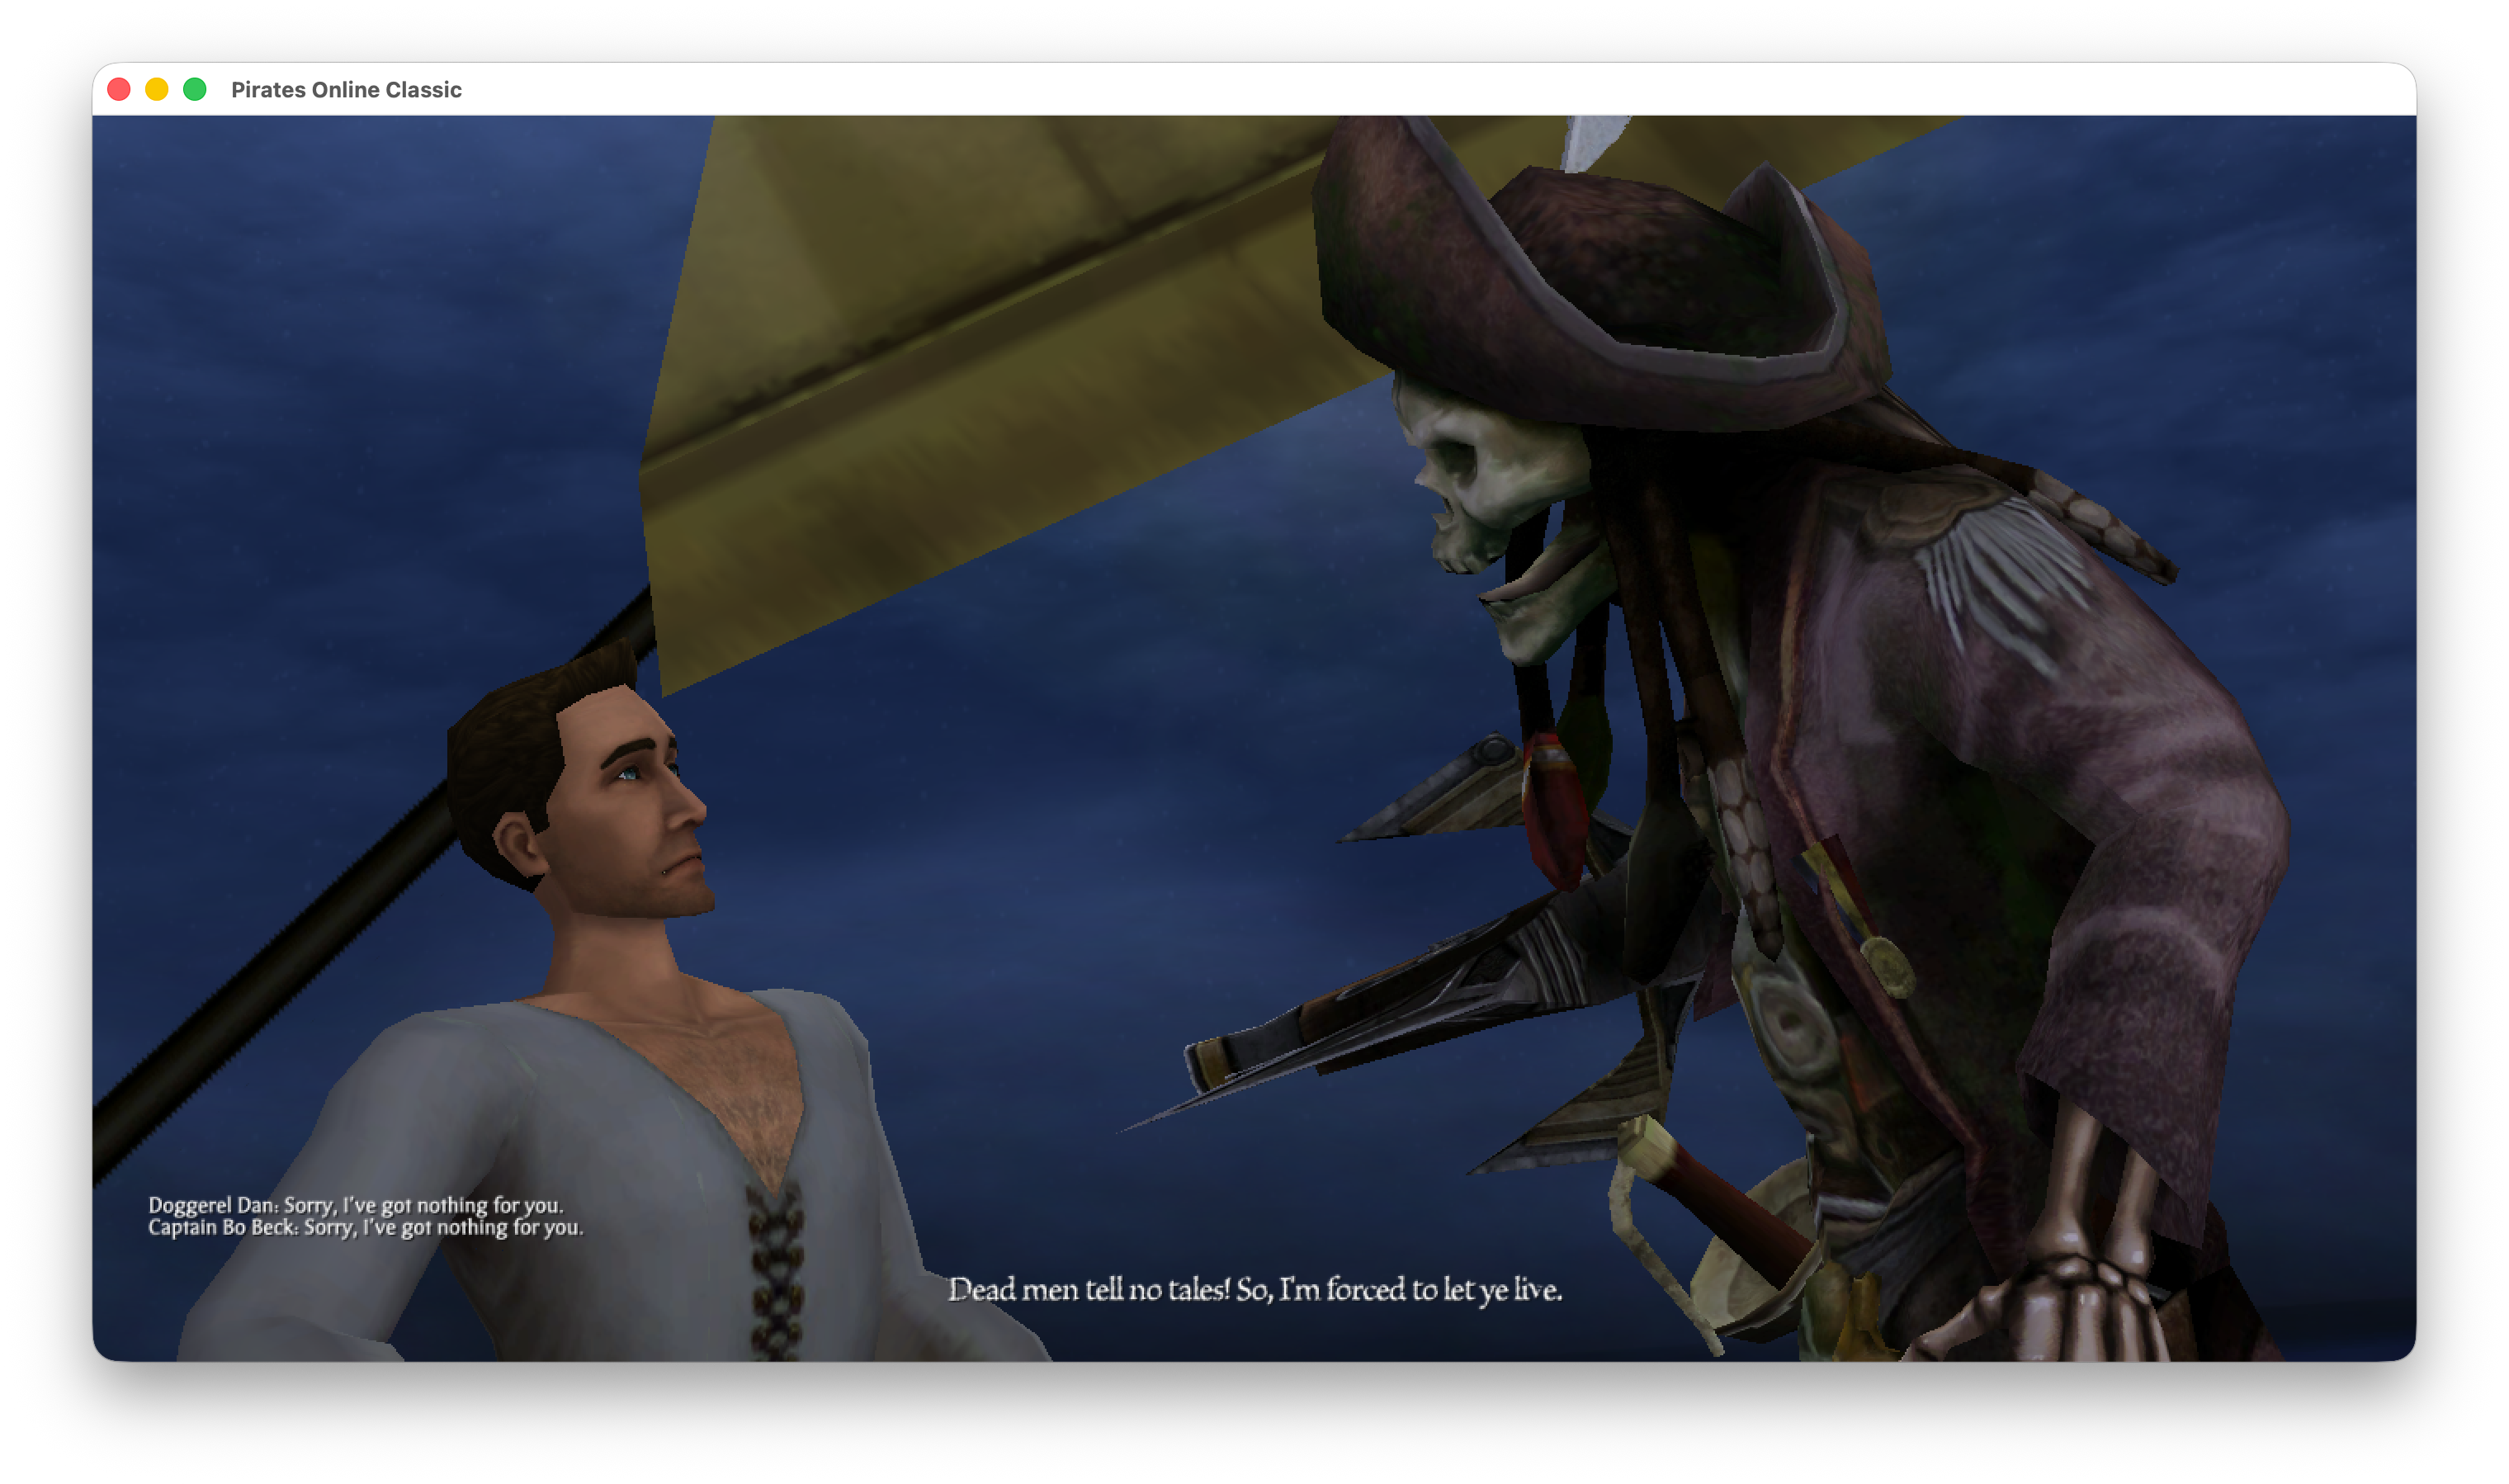 Pirates Online Classic
Doggerel Dan: Sorry, I've got nothing for you.
Captain Bo Beck: Sorry, I've got nothing for you.
Dead men tell no tales! So, I'm forced to let ye live.